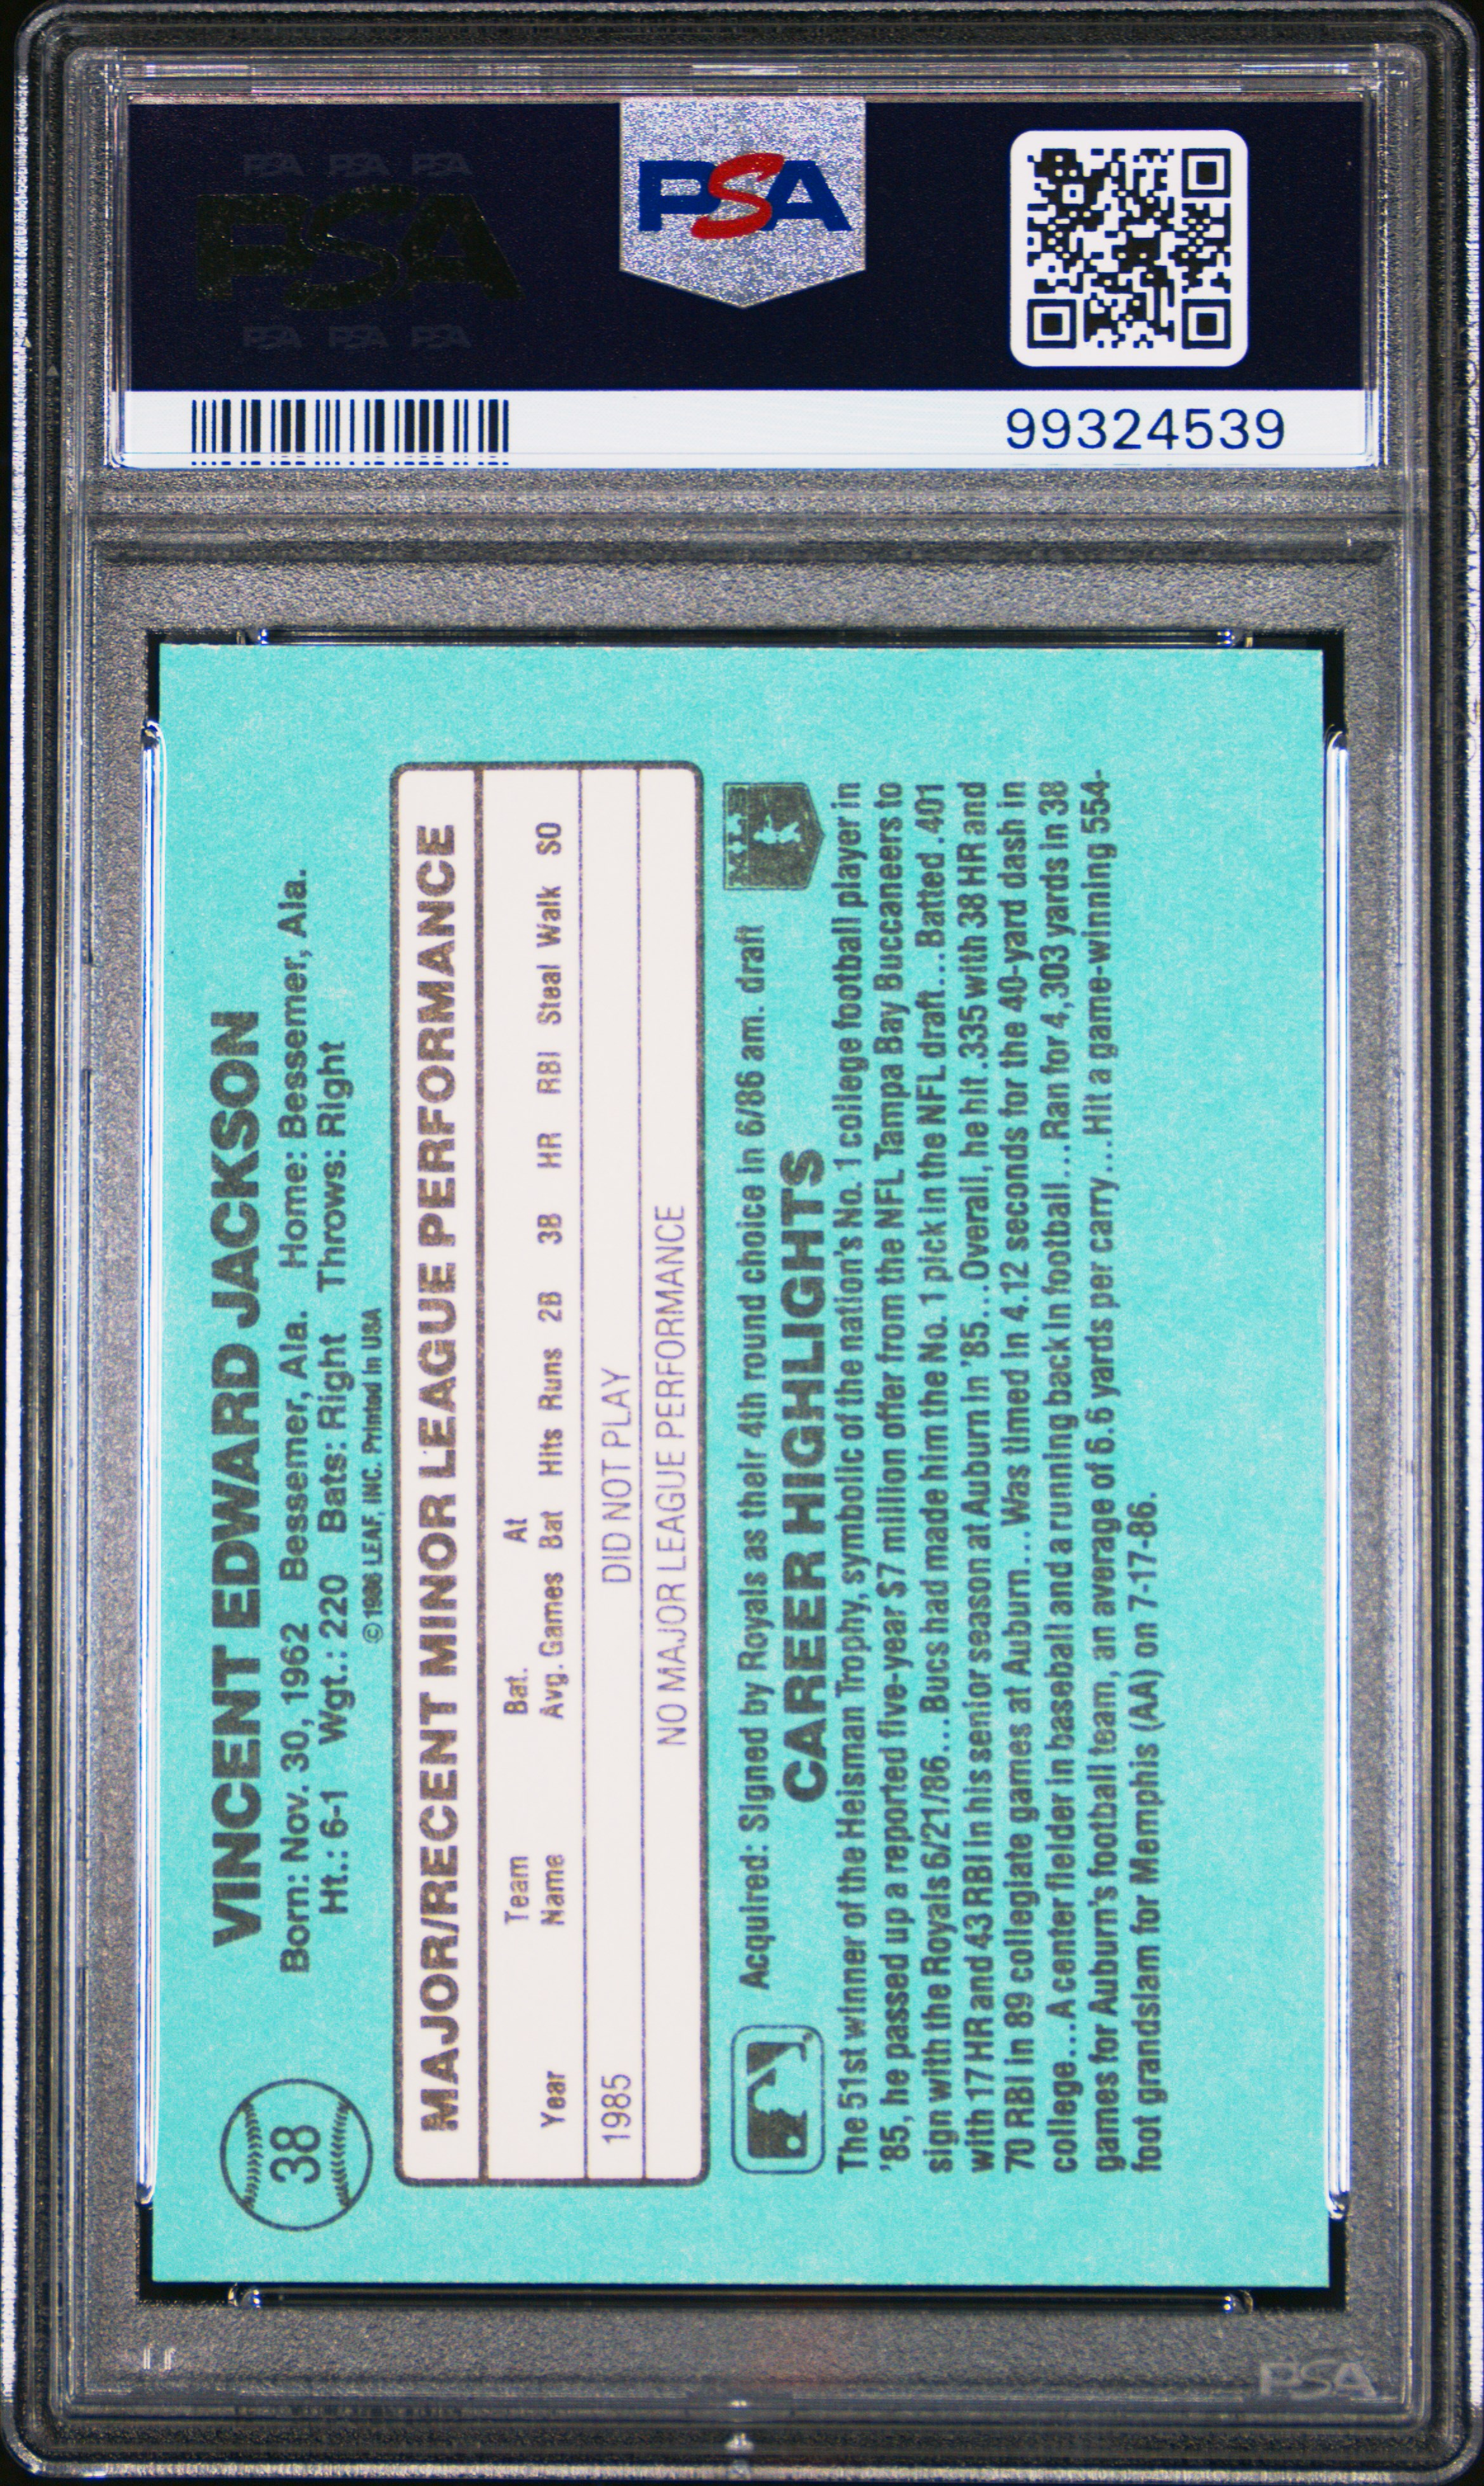 PSA PSA PSA
PSA
PSA PSA PSA
PSA
99324539
38
VINCENT EDWARD JACKSON
Born: Nov. 30, 1962 Bessemer, Ala. Home: Bessemer, Ala.
Ht.: 6-1 Wgt.: 220 Bats: Right Throws: Right
© 1986 LEAF, INC. Printed in USA
MAJOR/RECENT MINOR LEAGUE PERFORMANCE
Team Bat. At
Year Name Avg. Games Bat Hits Runs 2B 3B HR RBI Steal Walk SO
1985 DID NOT PLAY
NO MAJOR LEAGUE PERFORMANCE
Acquired: Signed by Royals as their 4th round choice in 6/86 am. draft
CAREER HIGHLIGHTS
The 51st winner of the Heisman Trophy, symbolic of the nation's No. 1 college football player in
'85, he passed up a reported five-year $7 million offer from the NFL Tampa Bay Buccaneers to
sign with the Royals 6/21/86...Bucs had made him the No. 1 pick in the NFL draft...Batted .401
with 17 HR and 43 RBI in his senior season at Auburn in '85...Overall, he hit .335 with 38 HR and
70 RBI in 89 collegiate games at Auburn...Was timed in 4.12 seconds for the 40-yard dash in
college...A center fielder in baseball and a running back in football...Ran for 4,303 yards in 38
games for Auburn's football team, an average of 6.6 yards per carry...Hit a game-winning 554-
foot grandslam for Memphis (AA) on 7-17-86.
PSA